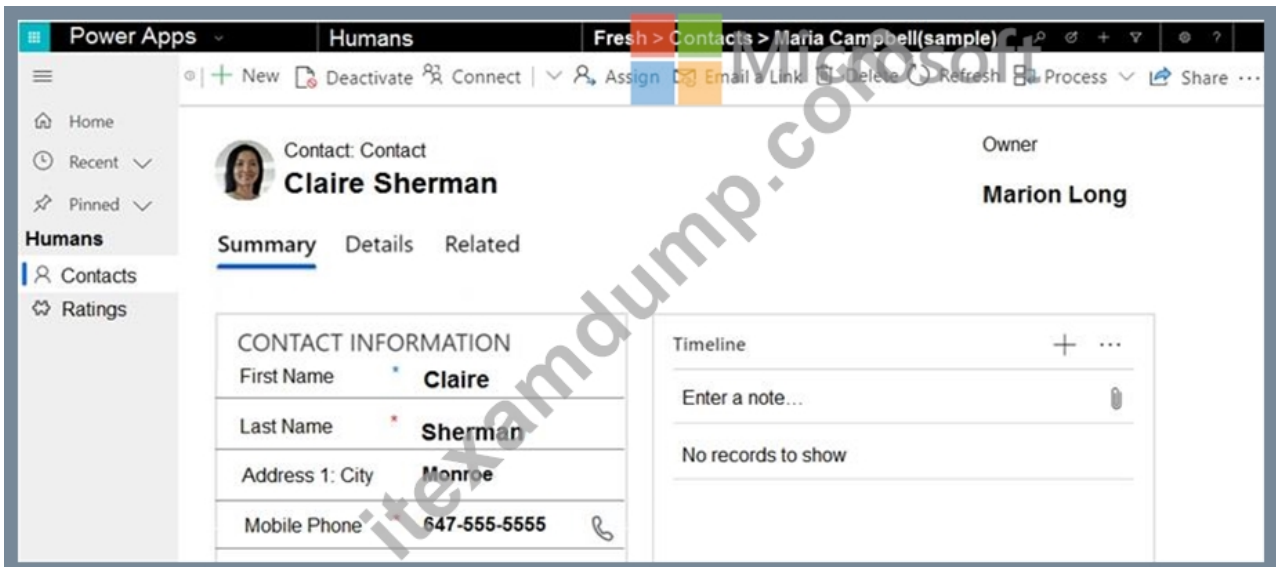 Power Apps Humans Fresh > Contacts > Maria Campbell(sample) + ?
+ New Deactivate Connect | Assign Email a Link Delete Refresh Process Share ...
Home
Recent
Pinned
Humans
Contacts
Ratings
Contact: Contact
Claire Sherman
Owner
Marion Long
Summary Details Related
CONTACT INFORMATION
First Name * Claire
Last Name * Sherman
Address 1: City Monroe
Mobile Phone * 647-555-5555
Timeline + ...
Enter a note...
No records to show
Microsoft
itexamdump.com